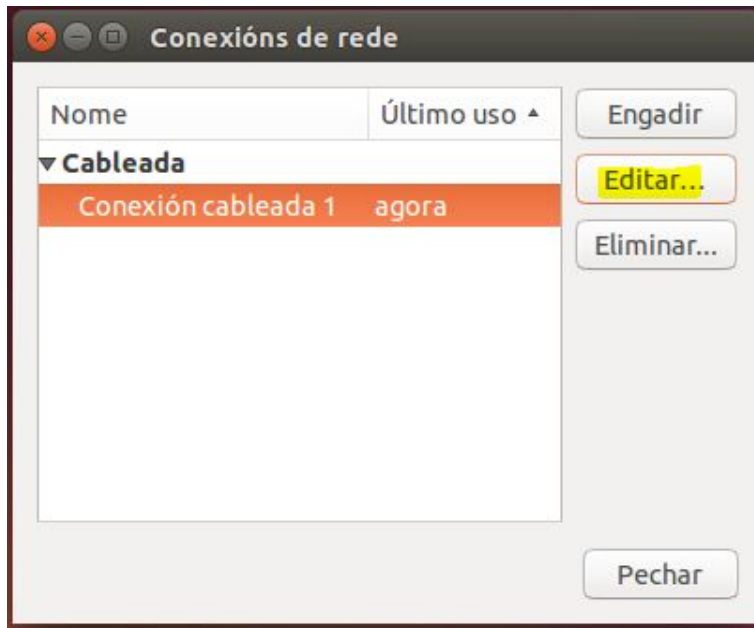 Conexións de rede
Nome Último uso
Engadir
Cableada
Editar...
Conexión cableada 1 agora
Eliminar...
Pechar